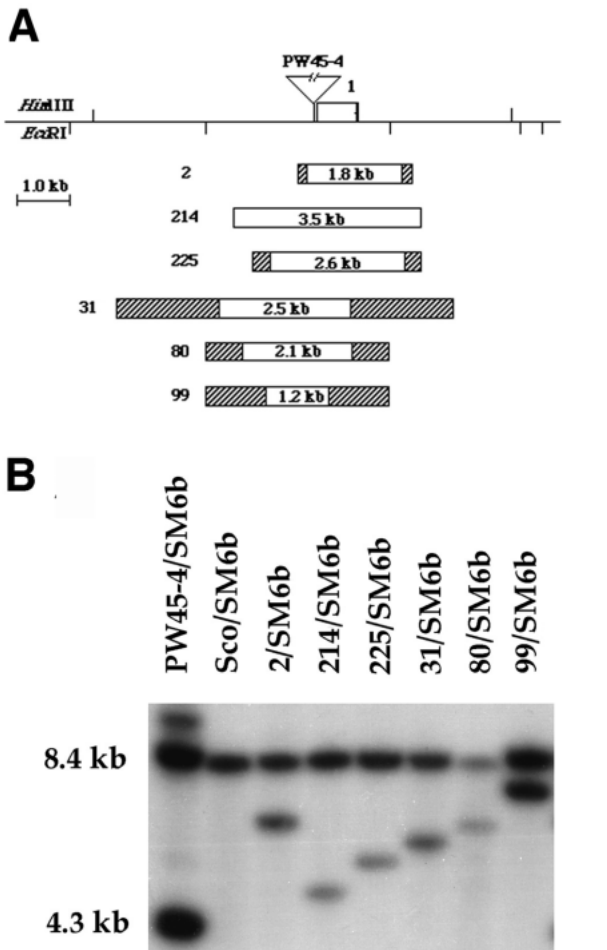 A
PW45-4
1
HindIII
EcoRI
1.0 kb
2 1.8 kb
214 3.5 kb
225 2.6 kb
31 2.5 kb
80 2.1 kb
99 1.2 kb
B
PW45-4/SM6b
Sco/SM6b
2/SM6b
214/SM6b
225/SM6b
31/SM6b
80/SM6b
99/SM6b
8.4 kb
4.3 kb